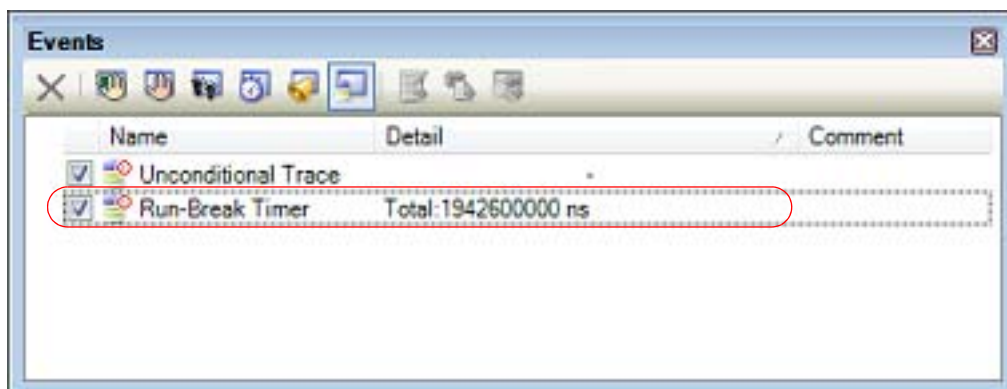 Events
Name Detail Comment
Unconditional Trace -
Run-Break Timer Total:1942600000 ns